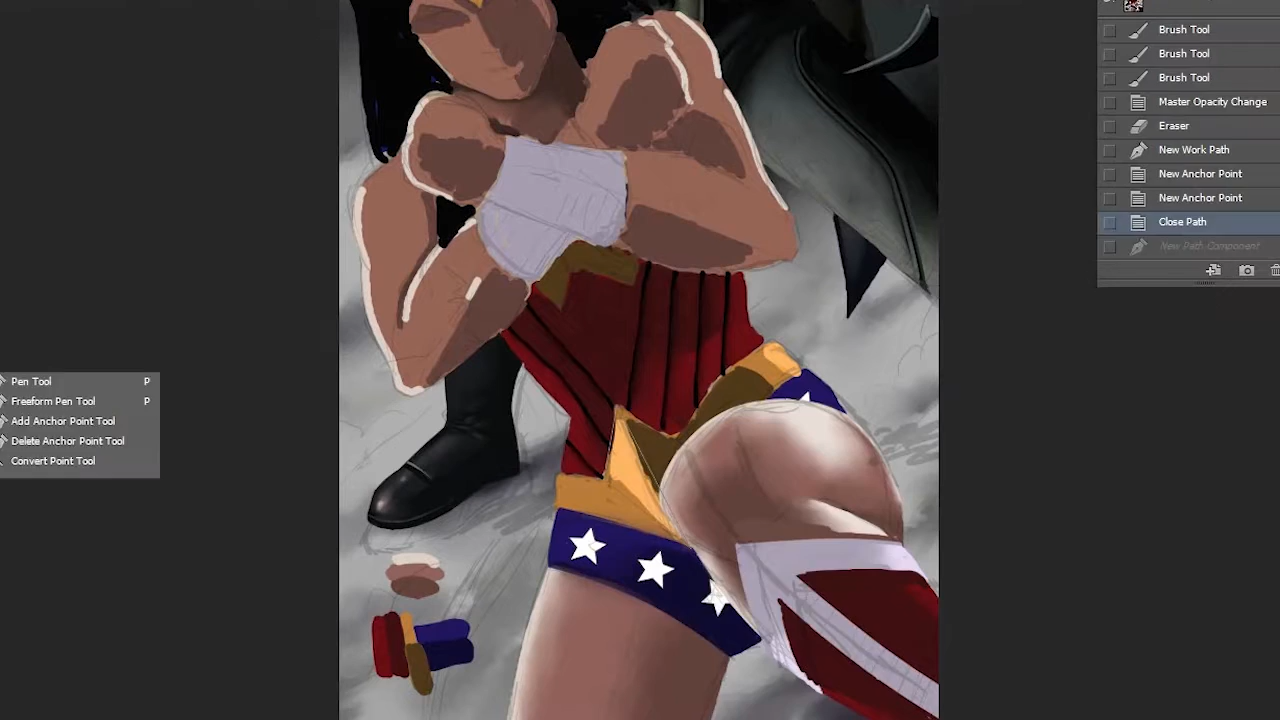 Brush Tool
Brush Tool
Brush Tool
Master Opacity Change
Eraser
New Work Path
New Anchor Point
New Anchor Point
Close Path
New Path Component
Pen Tool P
Freeform Pen Tool P
Add Anchor Point Tool
Delete Anchor Point Tool
Convert Point Tool